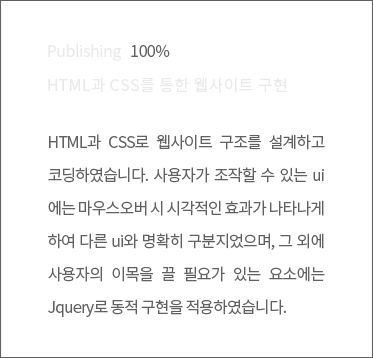 Publishing 100%
HTML과 CSS를 통한 웹사이트 구현
HTML과 CSS로 웹사이트 구조를 설계하고
코딩하였습니다. 사용자가 조작할 수 있는 ui
에는 마우스오버 시 시각적인 효과가 나타나게
하여 다른 ui와 명확히 구분지었으며, 그 외에
사용자의 이목을 끌 필요가 있는 요소에는
Jquery로 동적 구현을 적용하였습니다.